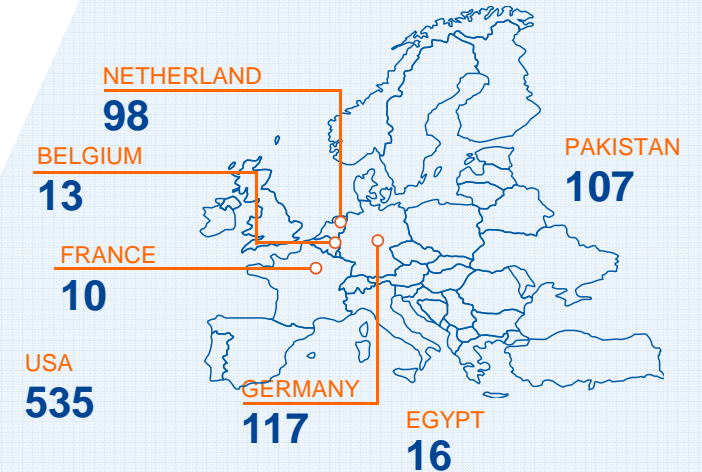 NETHERLAND
98
BELGIUM
13
PAKISTAN
107
FRANCE
10
USA
535
GERMANY
117
EGYPT
16